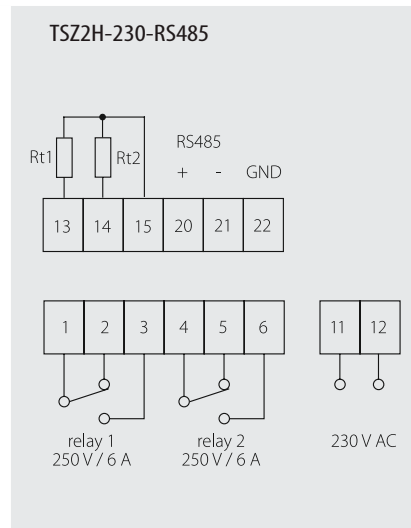 TSZ2H-230-RS485
Rt1 Rt2 RS485
+ - GND
13 14 15 20 21 22
1 2 3 4 5 6 11 12
relay 1 relay 2 230 V AC
250 V / 6 A 250 V / 6 A